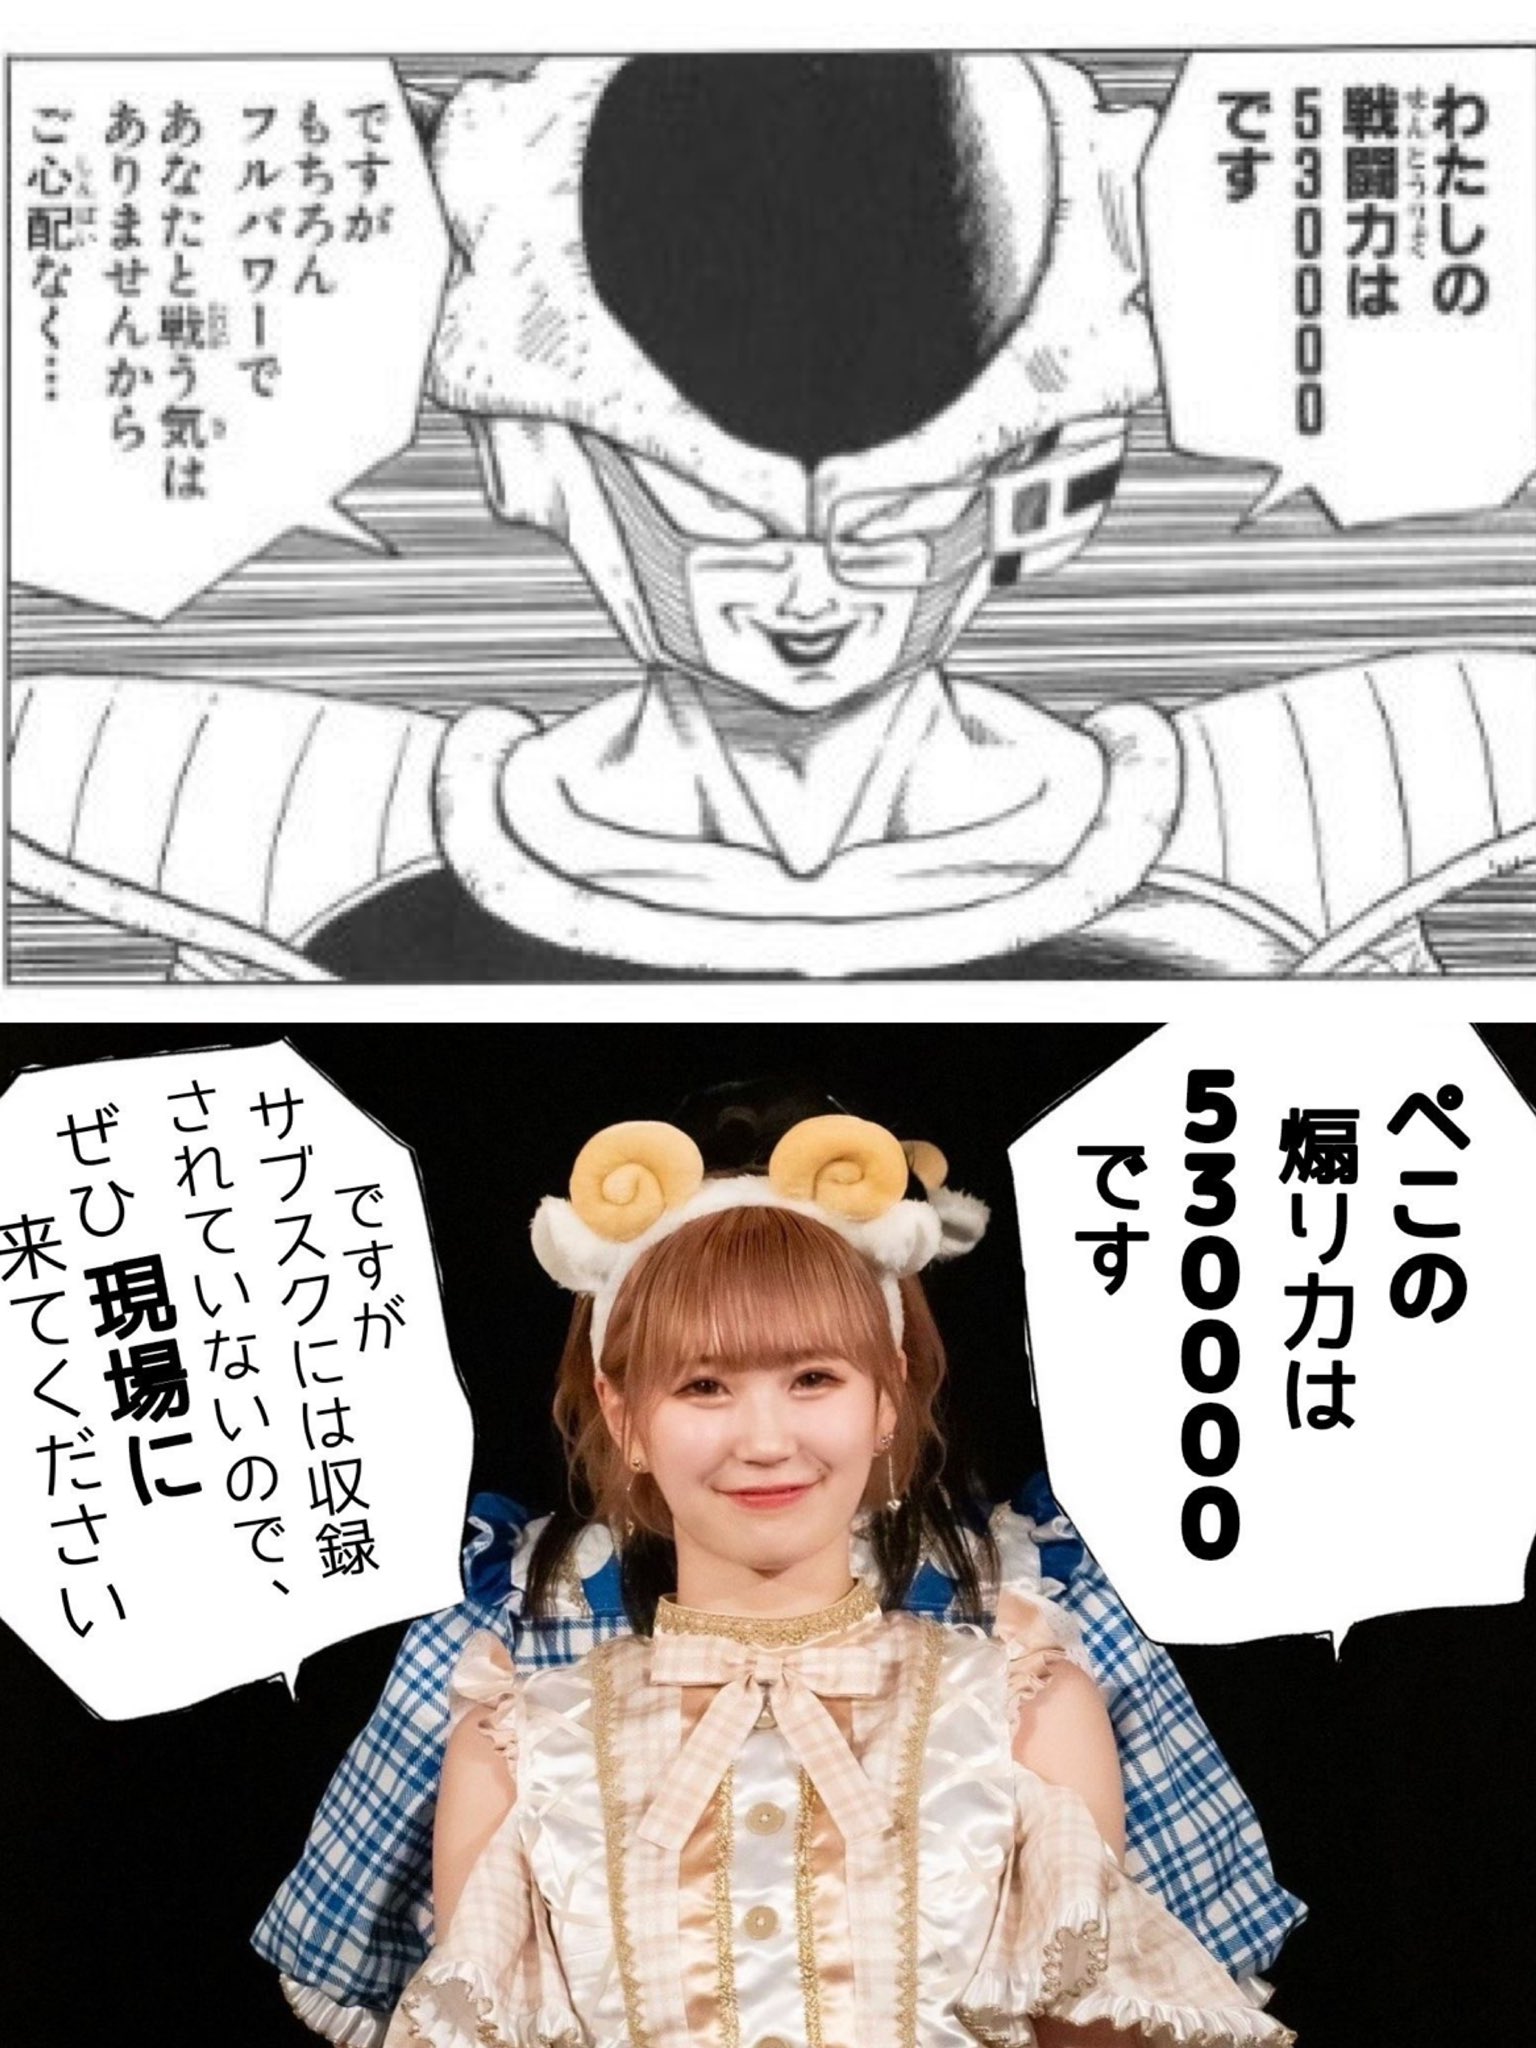 わたしの
戦闘力は
530000
です
ですが
もちろん
フルパワーで
あなたと戦う気は
ありませんから
ご心配なく…
ぺこの
煽り力は
530000
です
ですが
サブスクには収録
されていないので、
ぜひ現場に
来てください